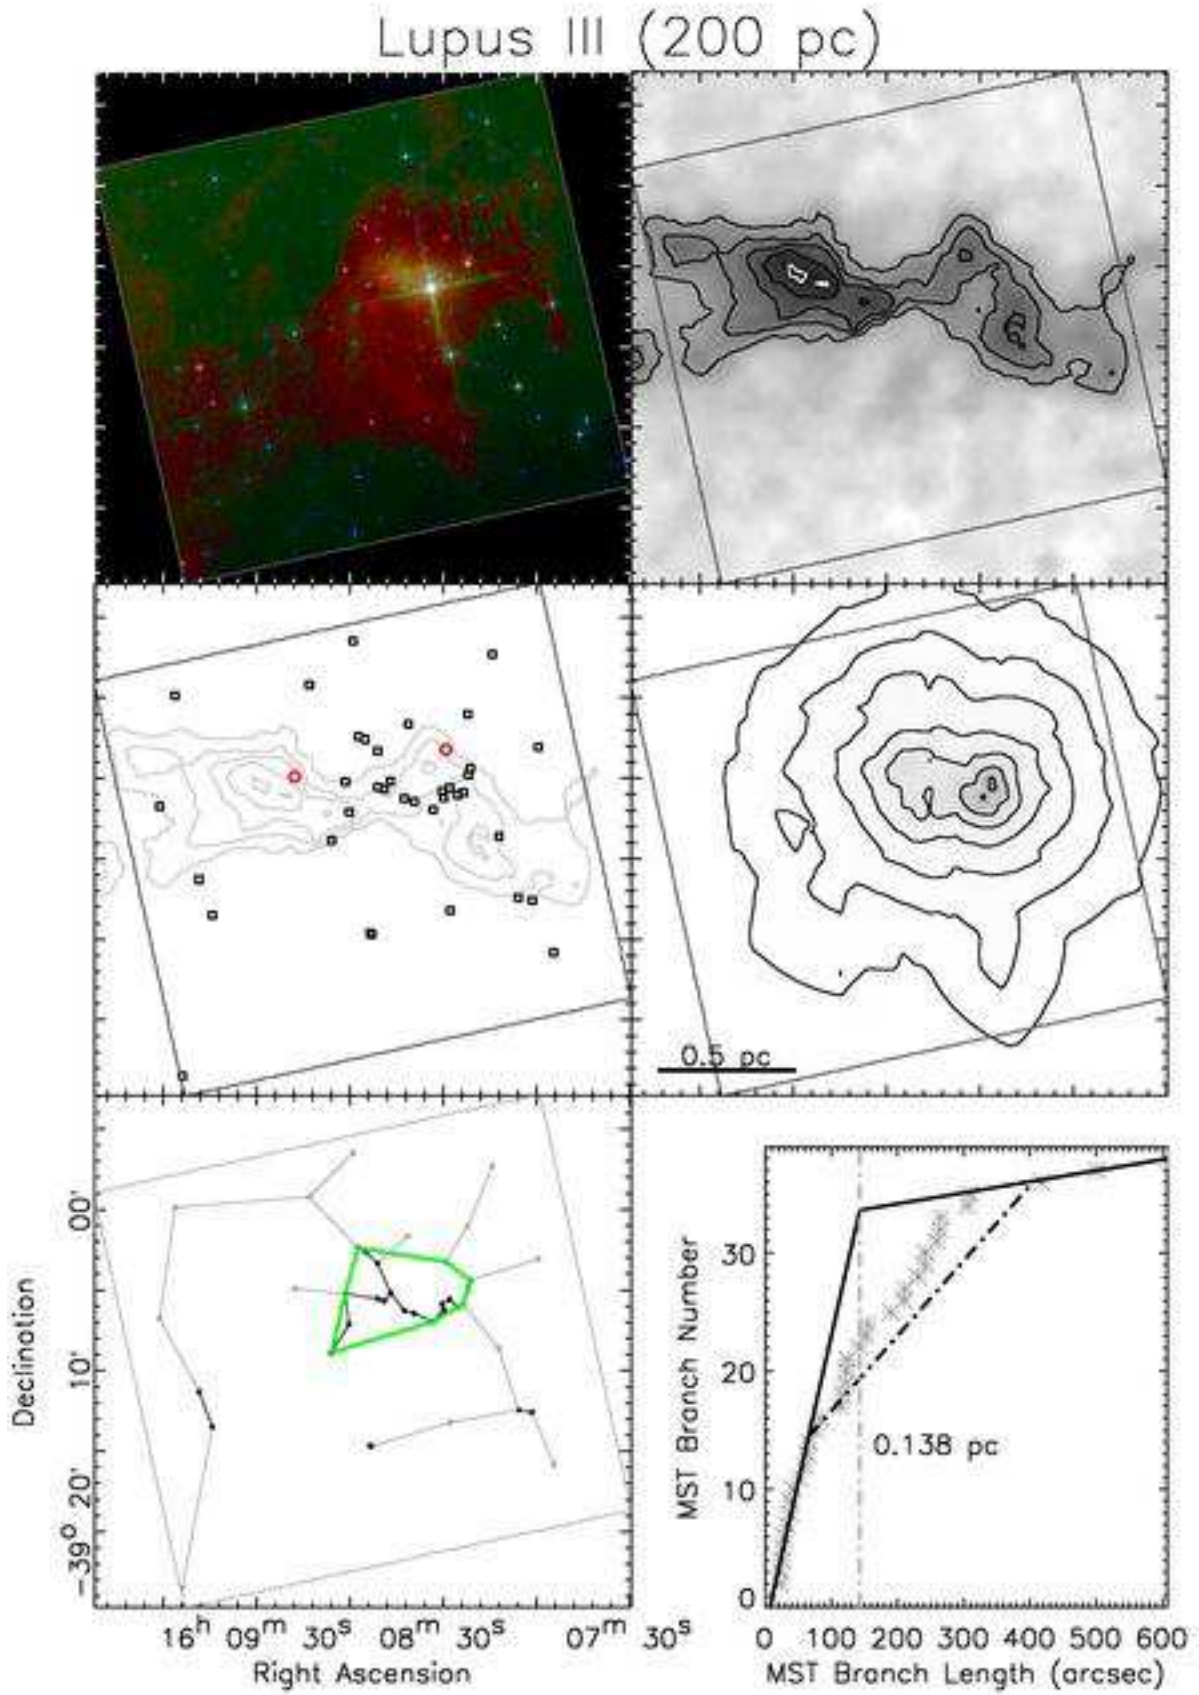 Lupus III (200 pc)
0.5 pc
00'
10'
20'
-39°
Declination
16h 09m 30s 08m 30s 07m 30s
Right Ascension
30
20
10
0
MST Branch Number
0.138 pc
0 100 200 300 400 500 600
MST Branch Length (arcsec)